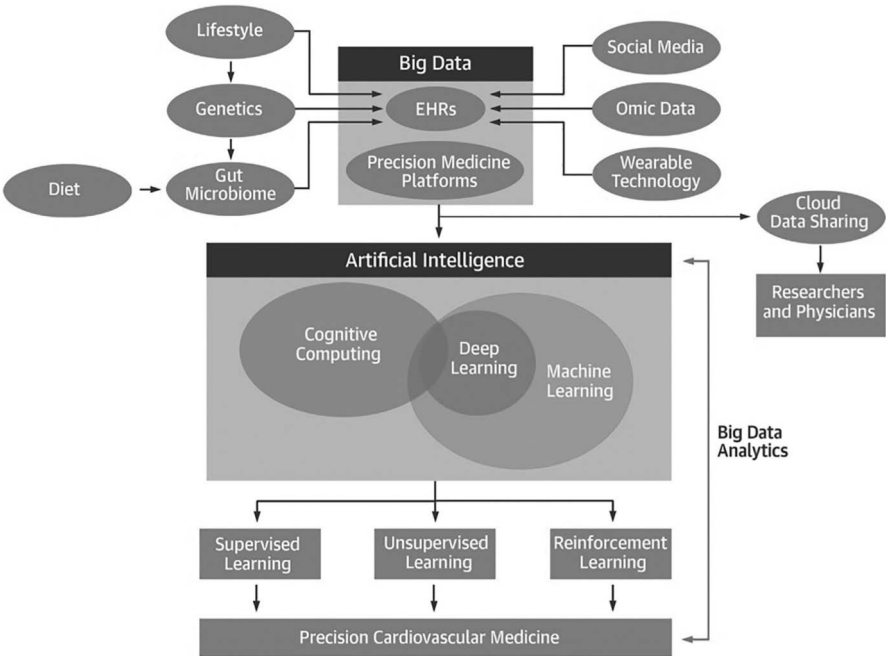 Lifestyle
Big Data
Social Media
Genetics
EHRs
Omic Data
Diet
Gut
Microbiome
Precision Medicine
Platforms
Wearable
Technology
Cloud
Data Sharing
Artificial Intelligence
Researchers
and Physicians
Cognitive
Computing
Deep
Learning
Machine
Learning
Big Data
Analytics
Supervised
Learning
Unsupervised
Learning
Reinforcement
Learning
Precision Cardiovascular Medicine